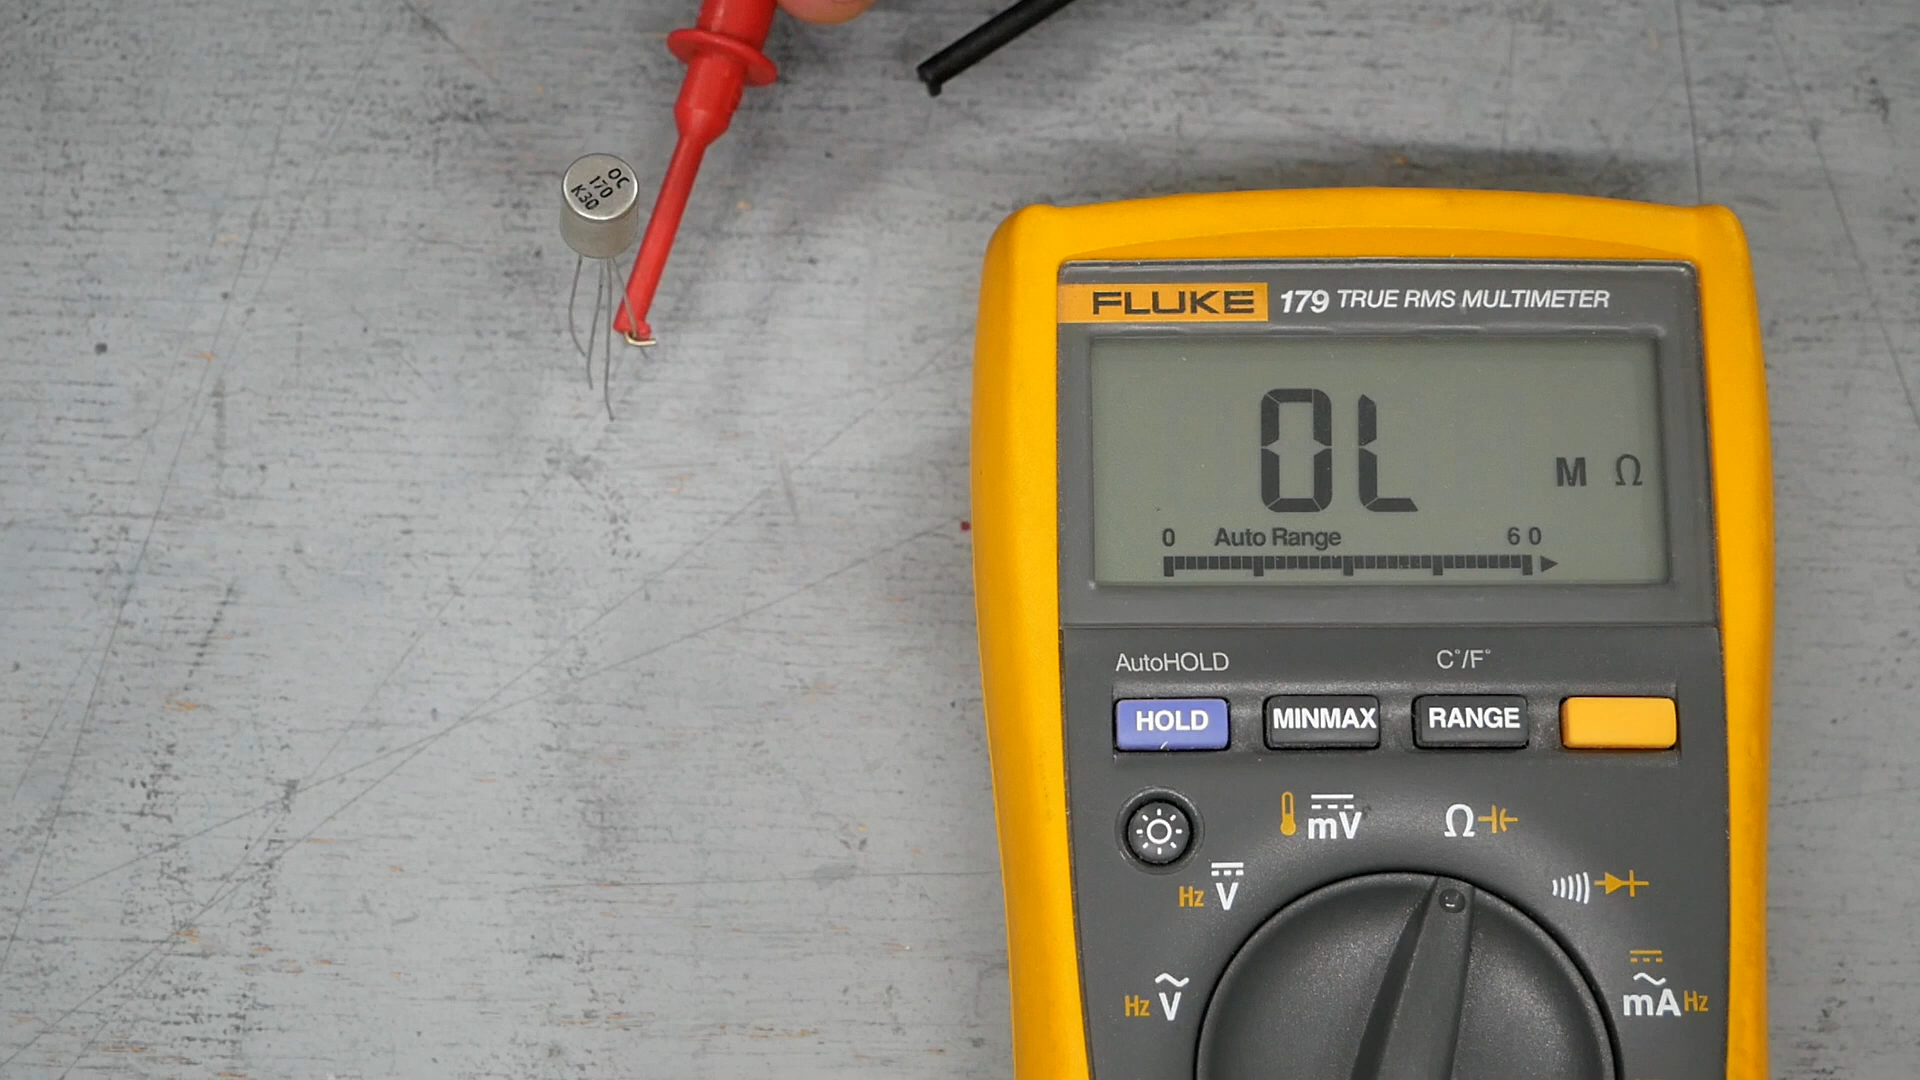 OC
170
K30
FLUKE 179 TRUE RMS MULTIMETER
OL M Ω
0 Auto Range 60
AutoHOLD C°/F°
HOLD MINMAX RANGE
mV Ω
Hz V
Hz V
mA Hz